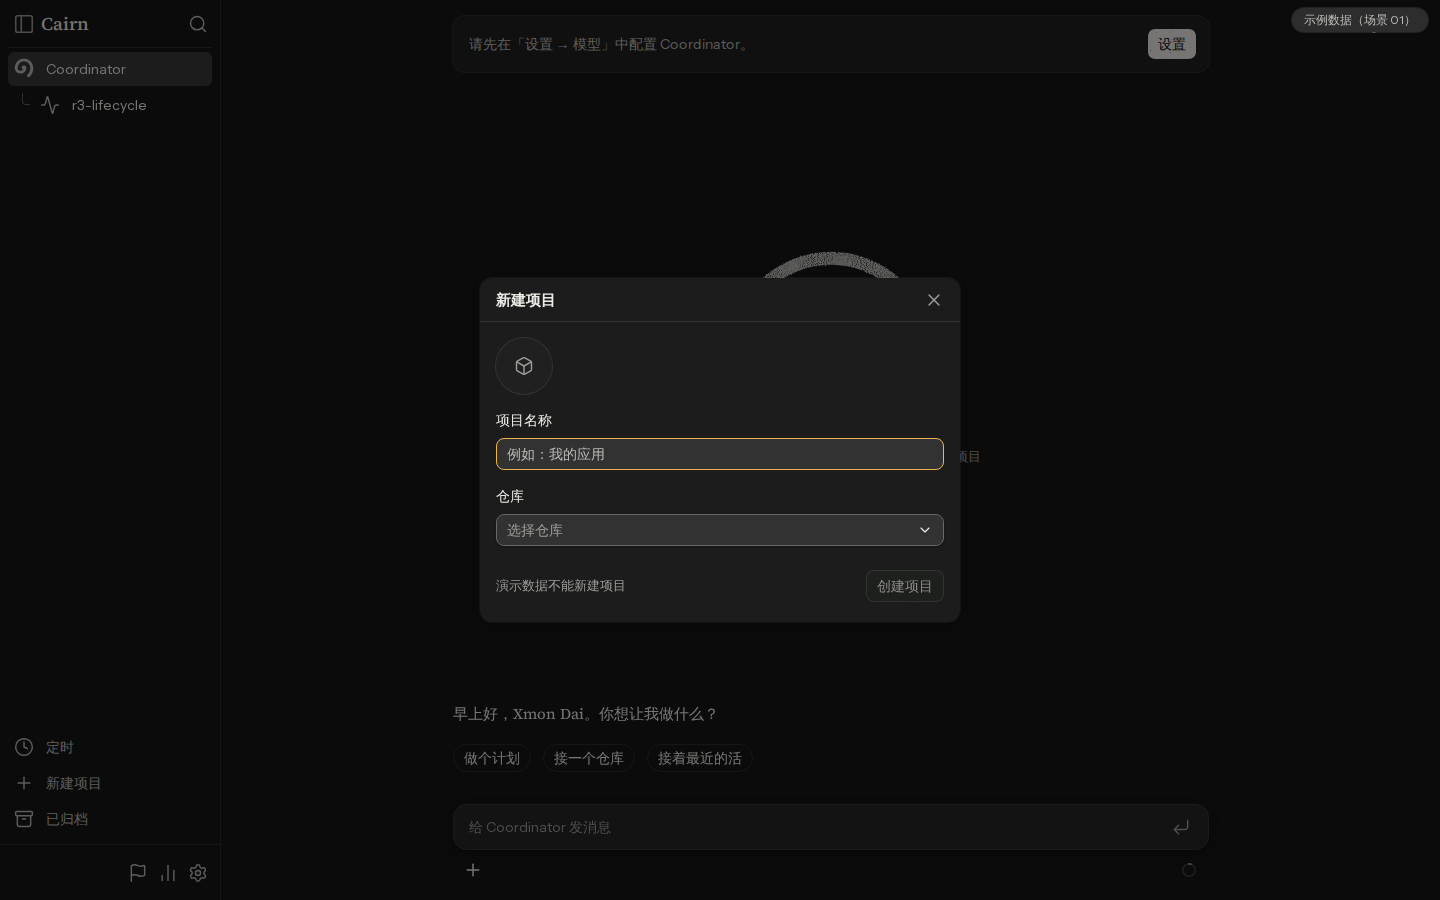 Cairn
示例数据（场景 01）
请先在「设置 → 模型」中配置 Coordinator。
设置
Coordinator
r3-lifecycle
新建项目
项目名称
例如：我的应用
项目
仓库
选择仓库
演示数据不能新建项目
创建项目
早上好，Xmon Dai。你想让我做什么？
做个计划
接一个仓库
接着最近的活
定时
新建项目
已归档
给 Coordinator 发消息